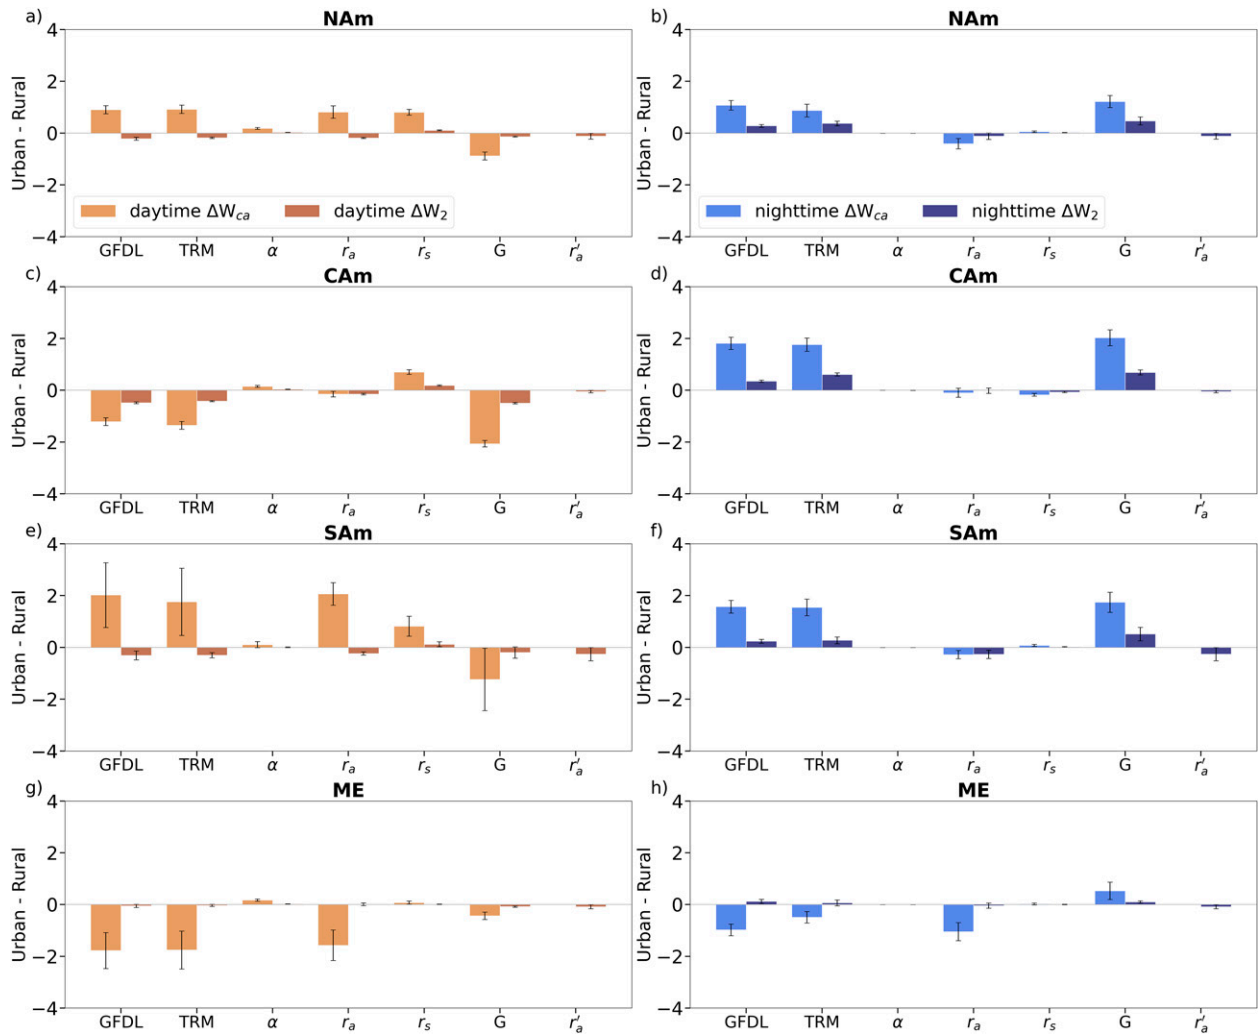 a) NAm
4
2
0
−2
−4
Urban - Rural
daytime ΔW_ca daytime ΔW_2
GFDL TRM α r_a r_s G r′_a
b) NAm
4
2
0
−2
−4
Urban - Rural
nighttime ΔW_ca nighttime ΔW_2
GFDL TRM α r_a r_s G r′_a
c) CAm
4
2
0
−2
−4
Urban - Rural
GFDL TRM α r_a r_s G r′_a
d) CAm
4
2
0
−2
−4
Urban - Rural
GFDL TRM α r_a r_s G r′_a
e) SAm
4
2
0
−2
−4
Urban - Rural
GFDL TRM α r_a r_s G r′_a
f) SAm
4
2
0
−2
−4
Urban - Rural
GFDL TRM α r_a r_s G r′_a
g) ME
4
2
0
−2
−4
Urban - Rural
GFDL TRM α r_a r_s G r′_a
h) ME
4
2
0
−2
−4
Urban - Rural
GFDL TRM α r_a r_s G r′_a